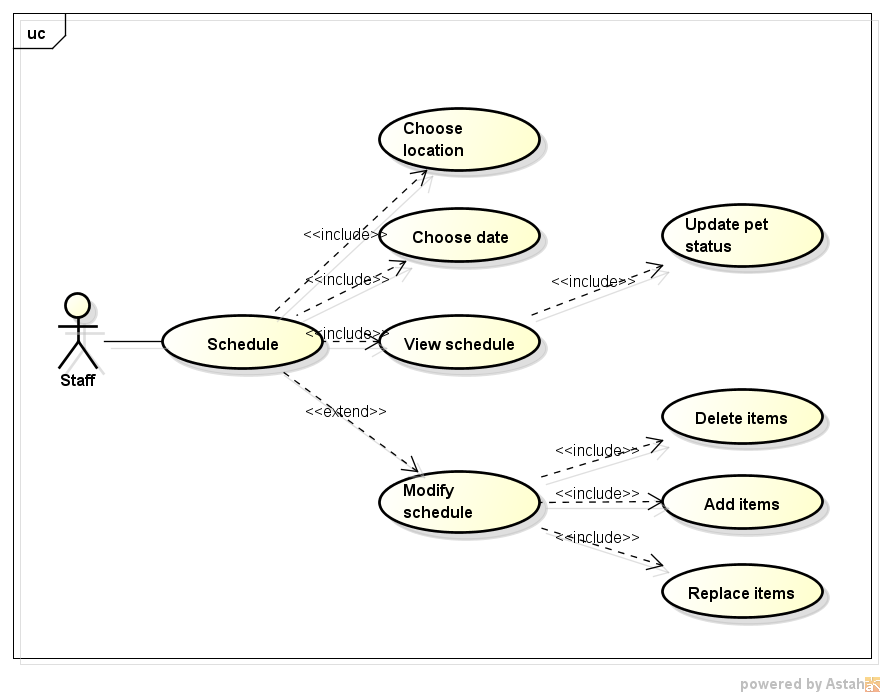 uc
Choose
location
<<include>>
Choose date
Update pet
status
<<include>>
<<include>>
<<include>>
Schedule
View schedule
Staff
<<extend>>
Delete items
<<include>>
Modify
schedule
<<include>>
Add items
<<include>>
Replace items
powered by Astah